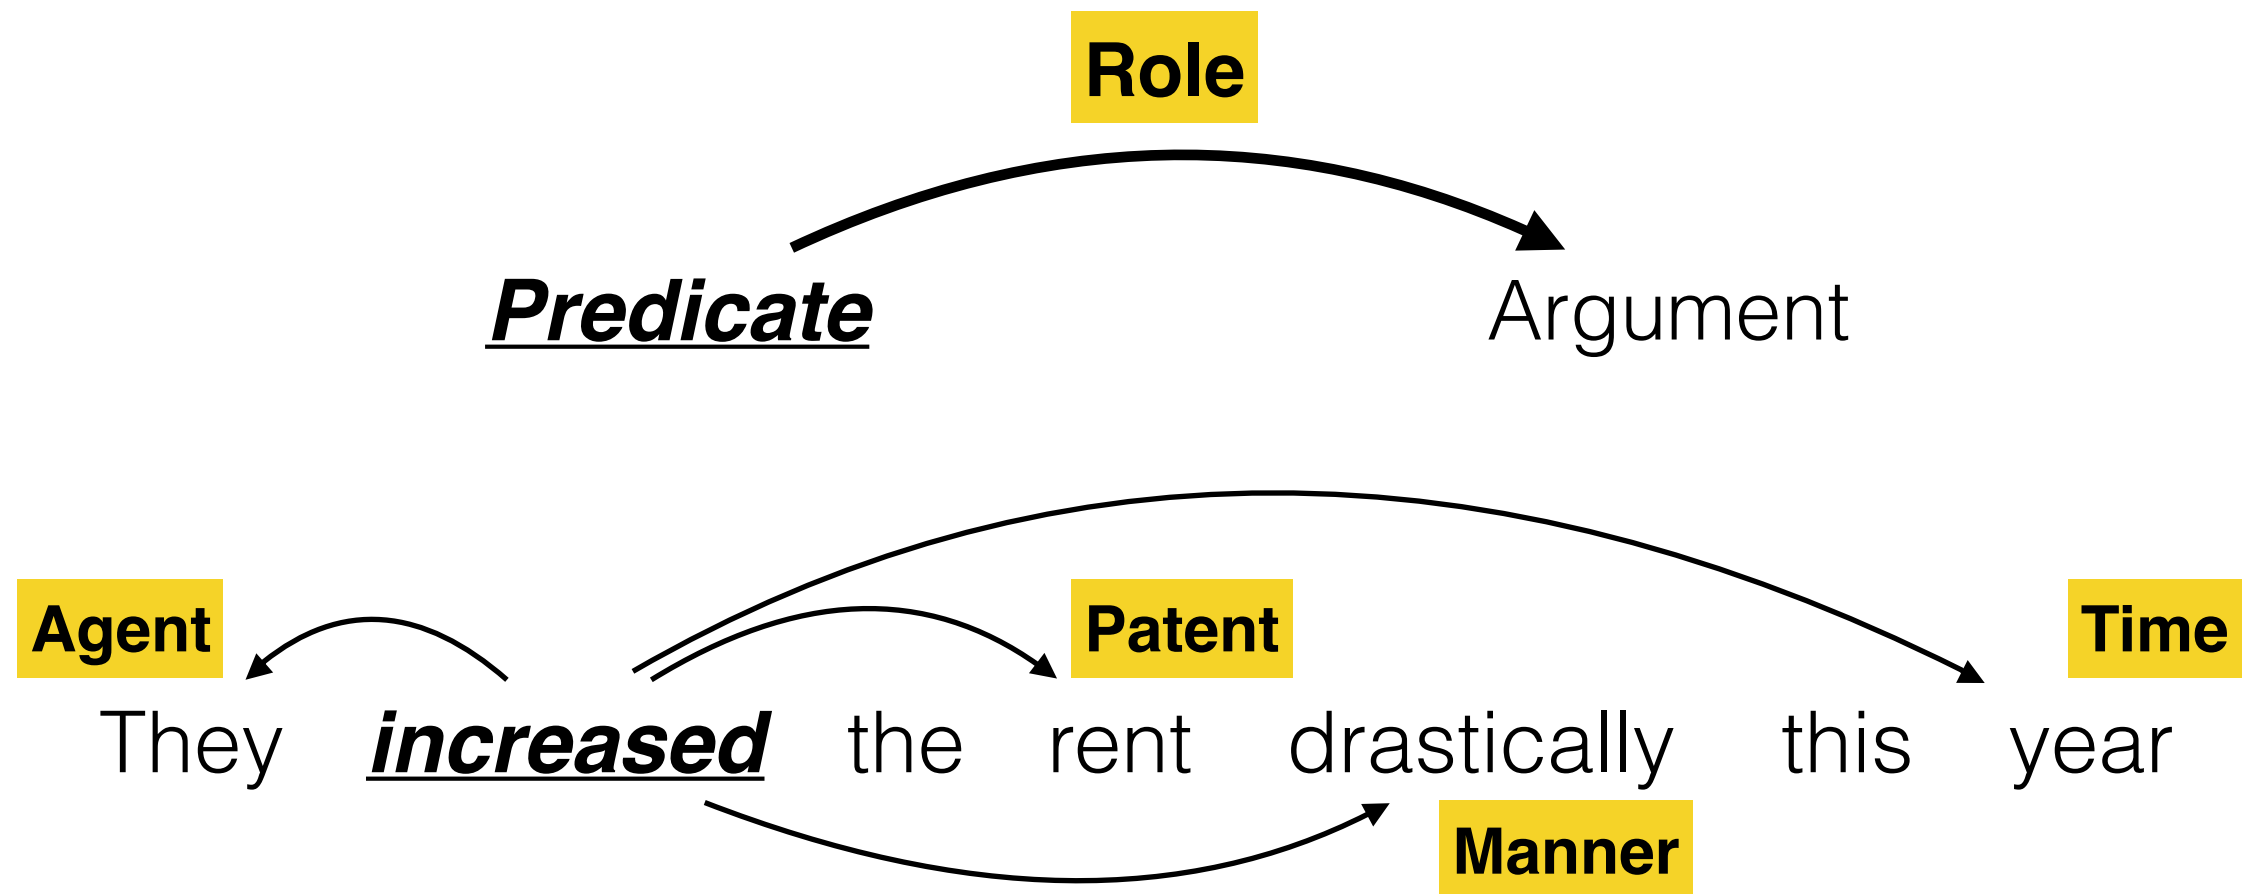 Role
Predicate Argument
Agent Patent Time
They increased the rent drastically this year
Manner